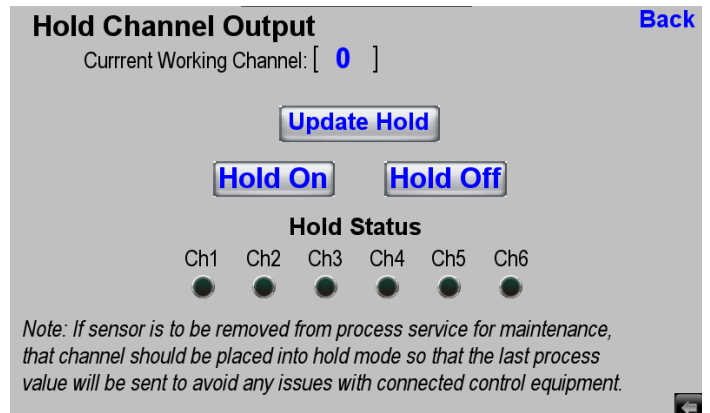 Hold Channel Output
Back
Currrent Working Channel: [ 0 ]
Update Hold
Hold On Hold Off
Hold Status
Ch1 Ch2 Ch3 Ch4 Ch5 Ch6
Note: If sensor is to be removed from process service for maintenance,
that channel should be placed into hold mode so that the last process
value will be sent to avoid any issues with connected control equipment.